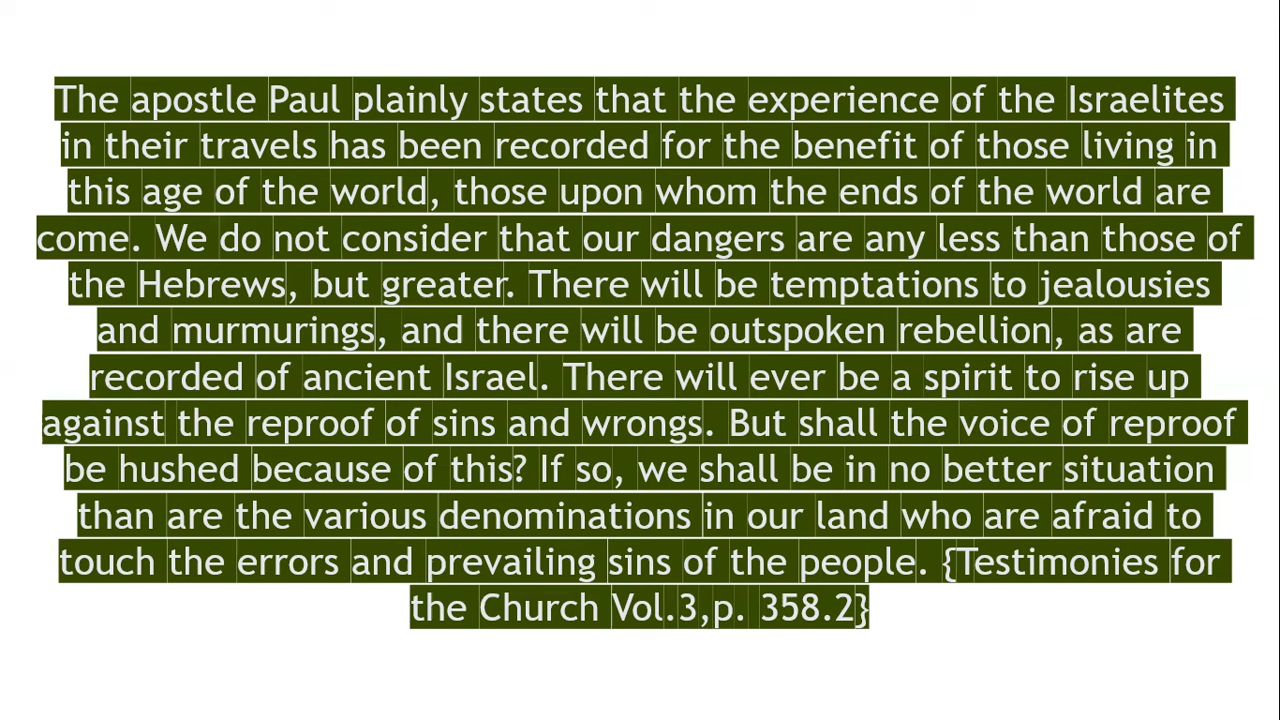 The apostle Paul plainly states that the experience of the Israelites
in their travels has been recorded for the benefit of those living in
this age of the world, those upon whom the ends of the world are
come. We do not consider that our dangers are any less than those of
the Hebrews, but greater. There will be temptations to jealousies
and murmurings, and there will be outspoken rebellion, as are
recorded of ancient Israel. There will ever be a spirit to rise up
against the reproof of sins and wrongs. But shall the voice of reproof
be hushed because of this? If so, we shall be in no better situation
than are the various denominations in our land who are afraid to
touch the errors and prevailing sins of the people. {Testimonies for
the Church Vol.3,p. 358.2}